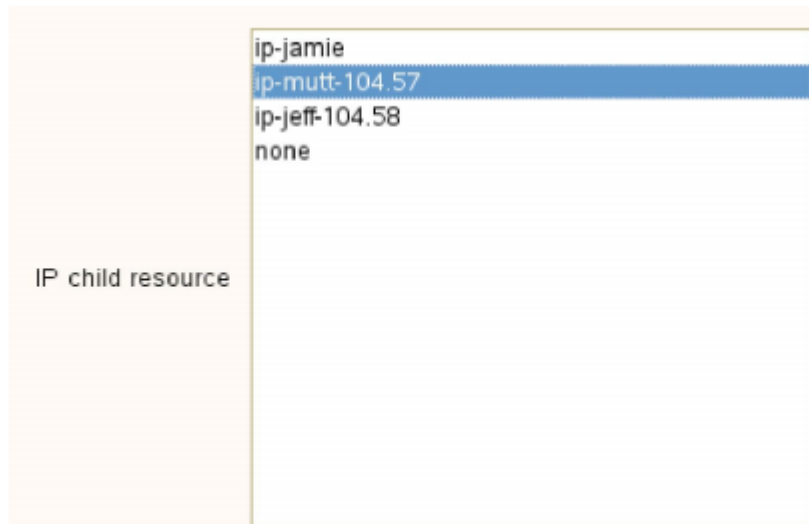 ip-jamie
ip-mutt-104.57
ip-jeff-104.58
none
IP child resource